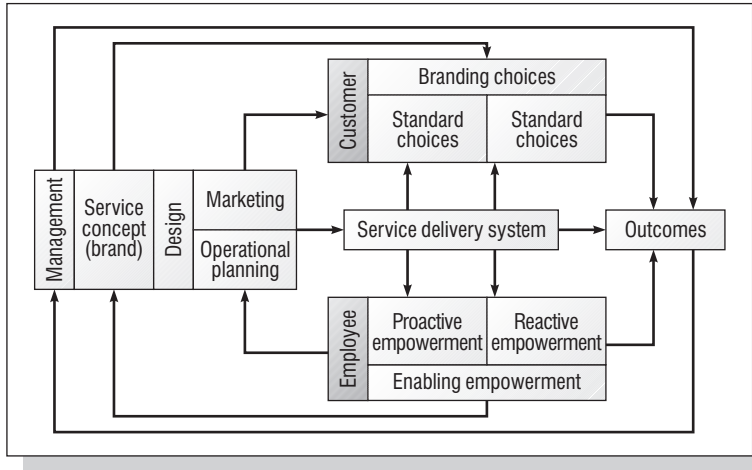 Customer
Branding choices
Standard
choices
Standard
choices
Management
Service
concept
(brand)
Design
Marketing
Operational
planning
Service delivery system
Outcomes
Employee
Proactive
empowerment
Reactive
empowerment
Enabling empowerment